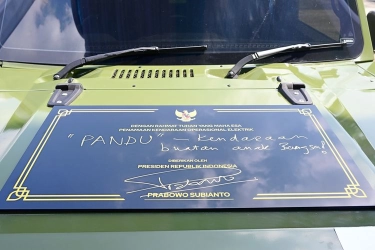 DENGAN RAHMAT TUHAN YANG MAHA ESA
PENAMAAN KENDARAAN OPERASIONAL ELEKTRIK
"PANDU" - Kendaraan
buatan anak Bangsa!
DIBERIKAN OLEH
PRESIDEN REPUBLIK INDONESIA
PRABOWO SUBIANTO